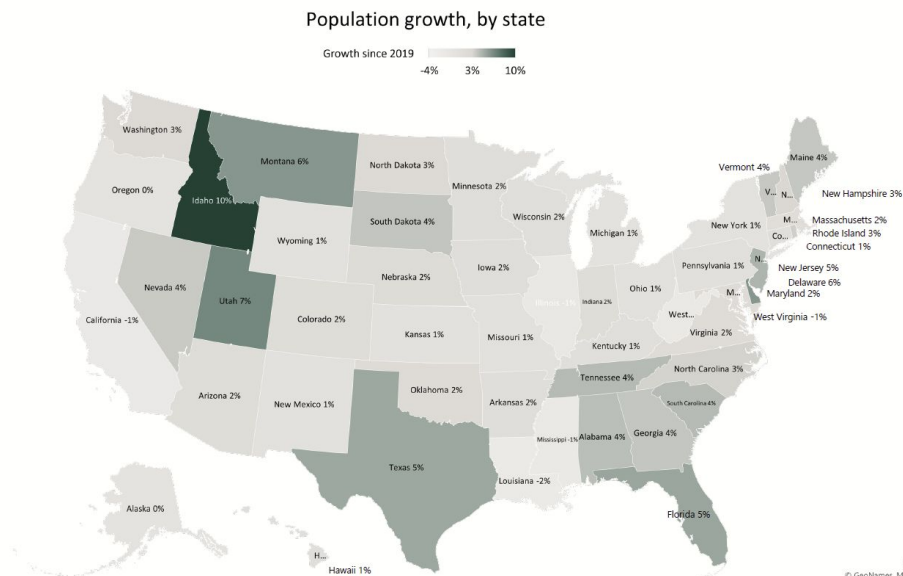 Population growth, by state
Growth since 2019
-4% 3% 10%
Washington 3%
Oregon 0%
California -1%
Idaho 10%
Nevada 4%
Montana 6%
Wyoming 1%
Utah 7%
Colorado 2%
Arizona 2%
New Mexico 1%
North Dakota 3%
South Dakota 4%
Nebraska 2%
Kansas 1%
Oklahoma 2%
Texas 5%
Minnesota 2%
Iowa 2%
Missouri 1%
Arkansas 2%
Louisiana -2%
Wisconsin 2%
Illinois -1%
Mississippi -1%
Michigan 1%
Indiana 2%
Ohio 1%
Kentucky 1%
Tennessee 4%
Alabama 4%
Georgia 4%
Florida 5%
South Carolina 4%
North Carolina 3%
Virginia 2%
West...
West Virginia -1%
M...
Maryland 2%
Delaware 6%
N...
New Jersey 5%
Pennsylvania 1%
New York 1%
Co...
Connecticut 1%
Rhode Island 3%
M...
Massachusetts 2%
V...
Vermont 4%
N...
New Hampshire 3%
Maine 4%
Alaska 0%
H...
Hawaii 1%
© GeoNames, M